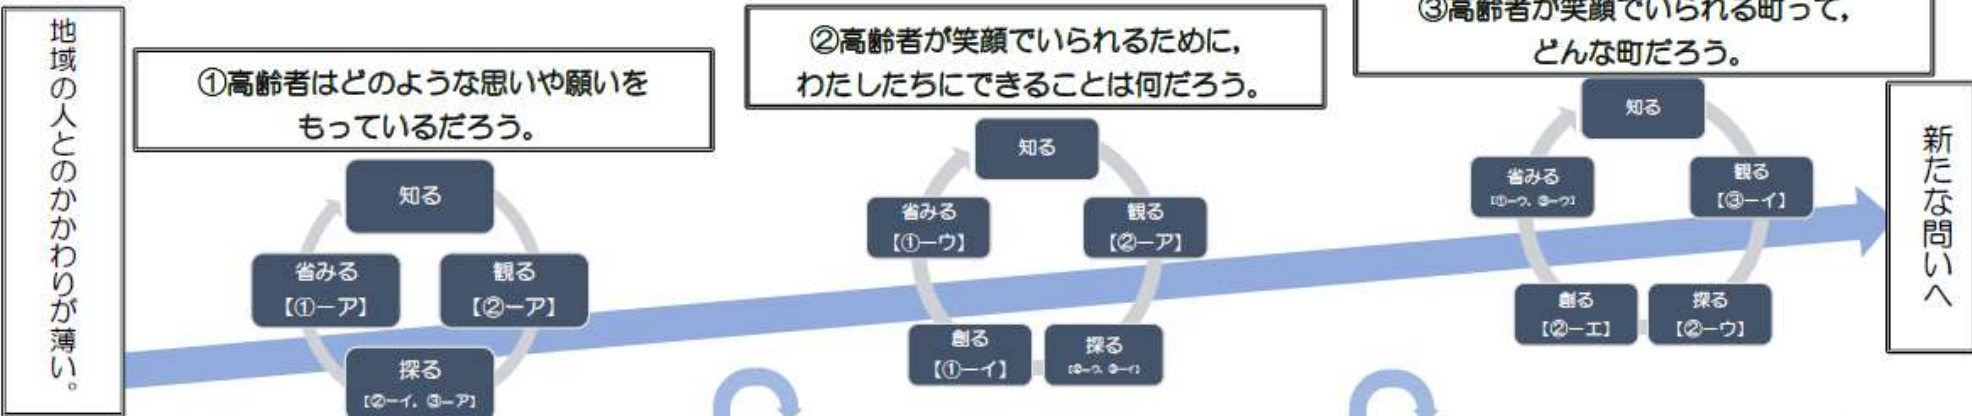 地域の人とのかかわりが薄い。
①高齢者はどのような思いや願いを
もっているだろう。
知る
観る
【②ーア】
探る
【②ーイ，③ーア】
省みる
【①ーア】
②高齢者が笑顔でいられるために，
わたしたちにできることは何だろう。
知る
観る
【②ーア】
探る
創る
【①ーイ】
省みる
【①ーウ】
③高齢者が笑顔でいられる町って，
どんな町だろう。
知る
観る
【③ーイ】
探る
【②ーウ】
創る
【②ーエ】
省みる
【①ーウ，③ーウ】
新たな問いへ